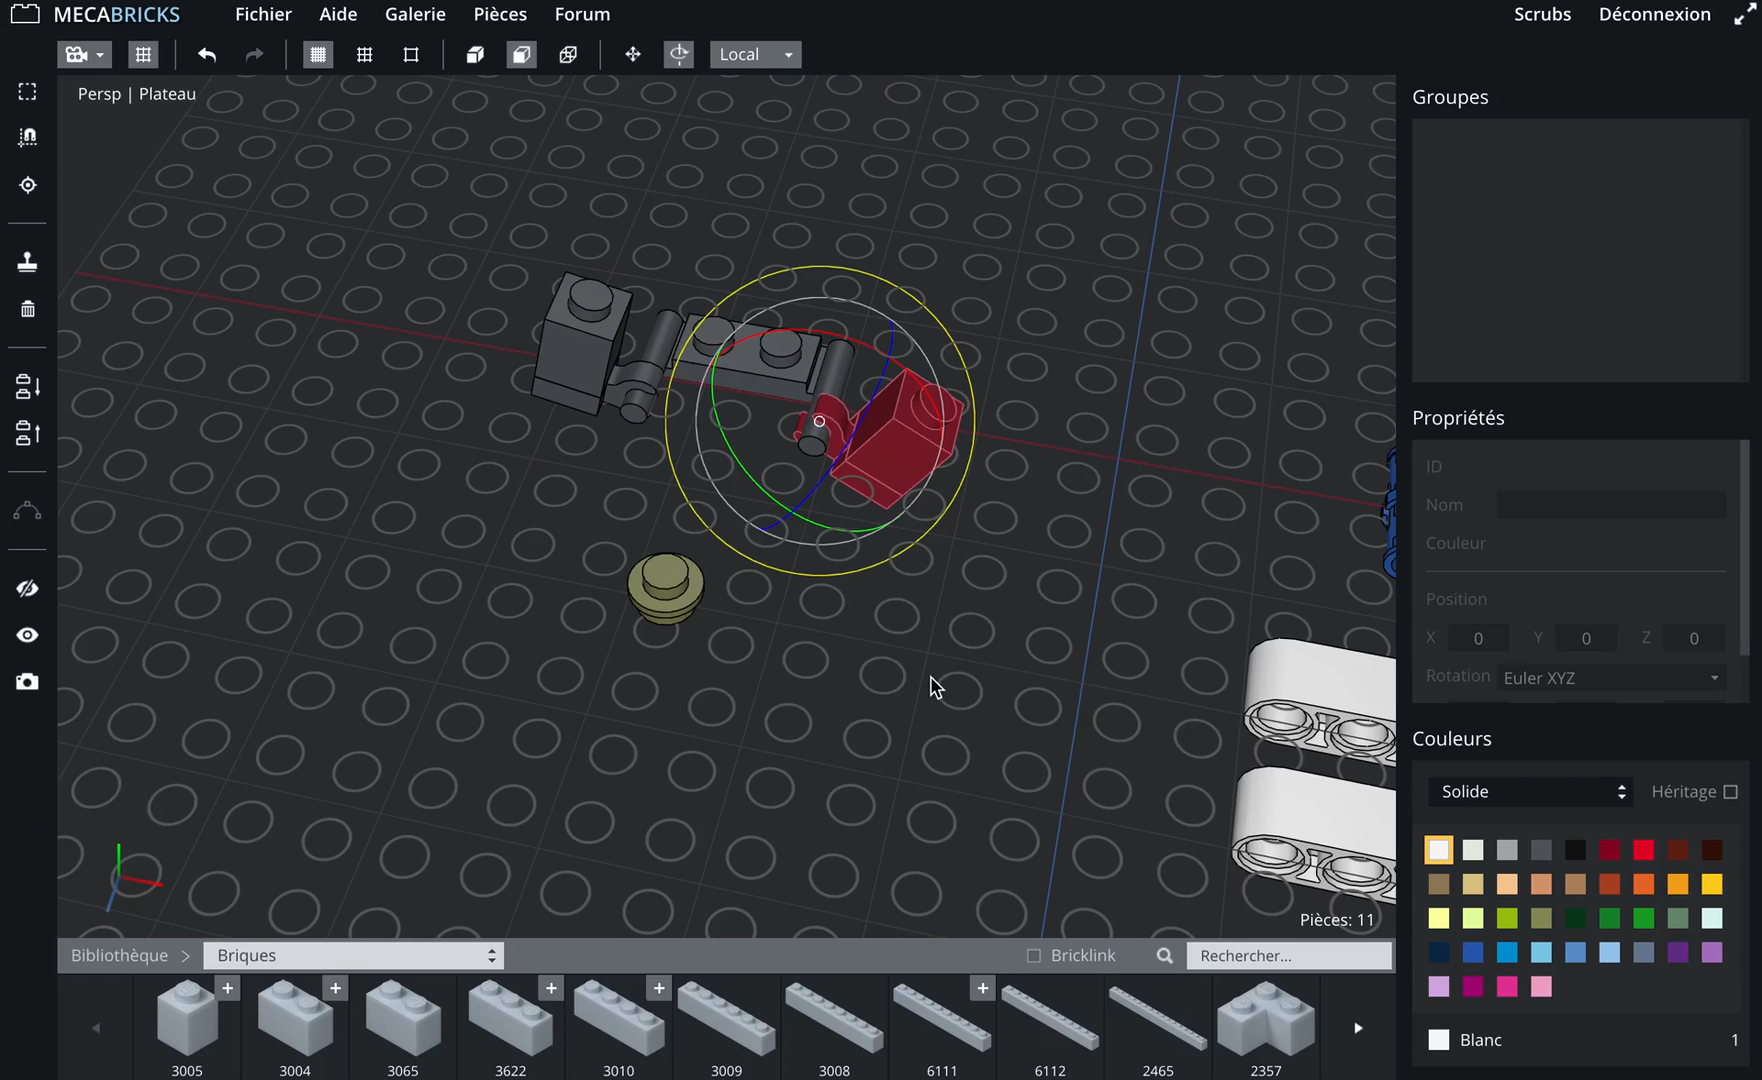 MECABRICKS Fichier Aide Galerie Pièces Forum Scrubs Déconnexion
Local
Persp | Plateau
Groupes
Propriétés
ID
Nom
Couleur
Position
X 0 Y 0 Z 0
Rotation Euler XYZ
Couleurs
Solide Héritage
Blanc 1
Pièces: 11
Bibliothèque > Briques Bricklink Rechercher...
3005 3004 3065 3622 3010 3009 3008 6111 6112 2465 2357